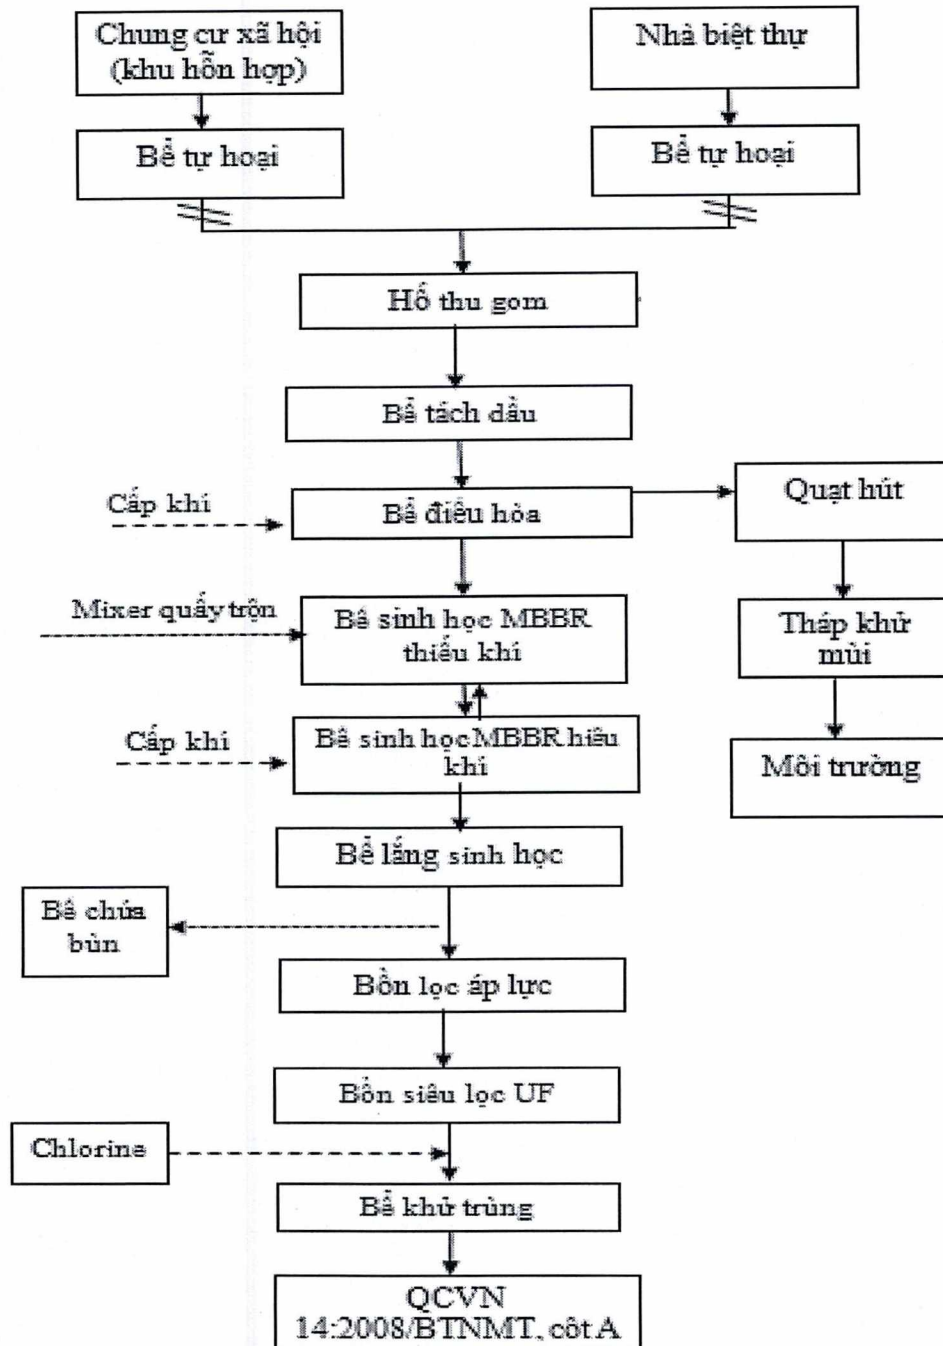 Chung cư xã hội
(khu hỗn hợp)
Nhà biệt thự
Bể tự hoại
Bể tự hoại
Hố thu gom
Bể tách dầu
Cấp khí
Bể điều hòa
Quạt hút
Mixer quấy trộn
Bể sinh học MBBR
thiếu khí
Tháp khử
mùi
Cấp khí
Bể sinh học MBBR hiếu
khí
Môi trường
Bể lắng sinh học
Bể chứa
bùn
Bồn lọc áp lực
Bồn siêu lọc UF
Chlorine
Bể khử trùng
QCVN
14:2008/BTNMT, cột A